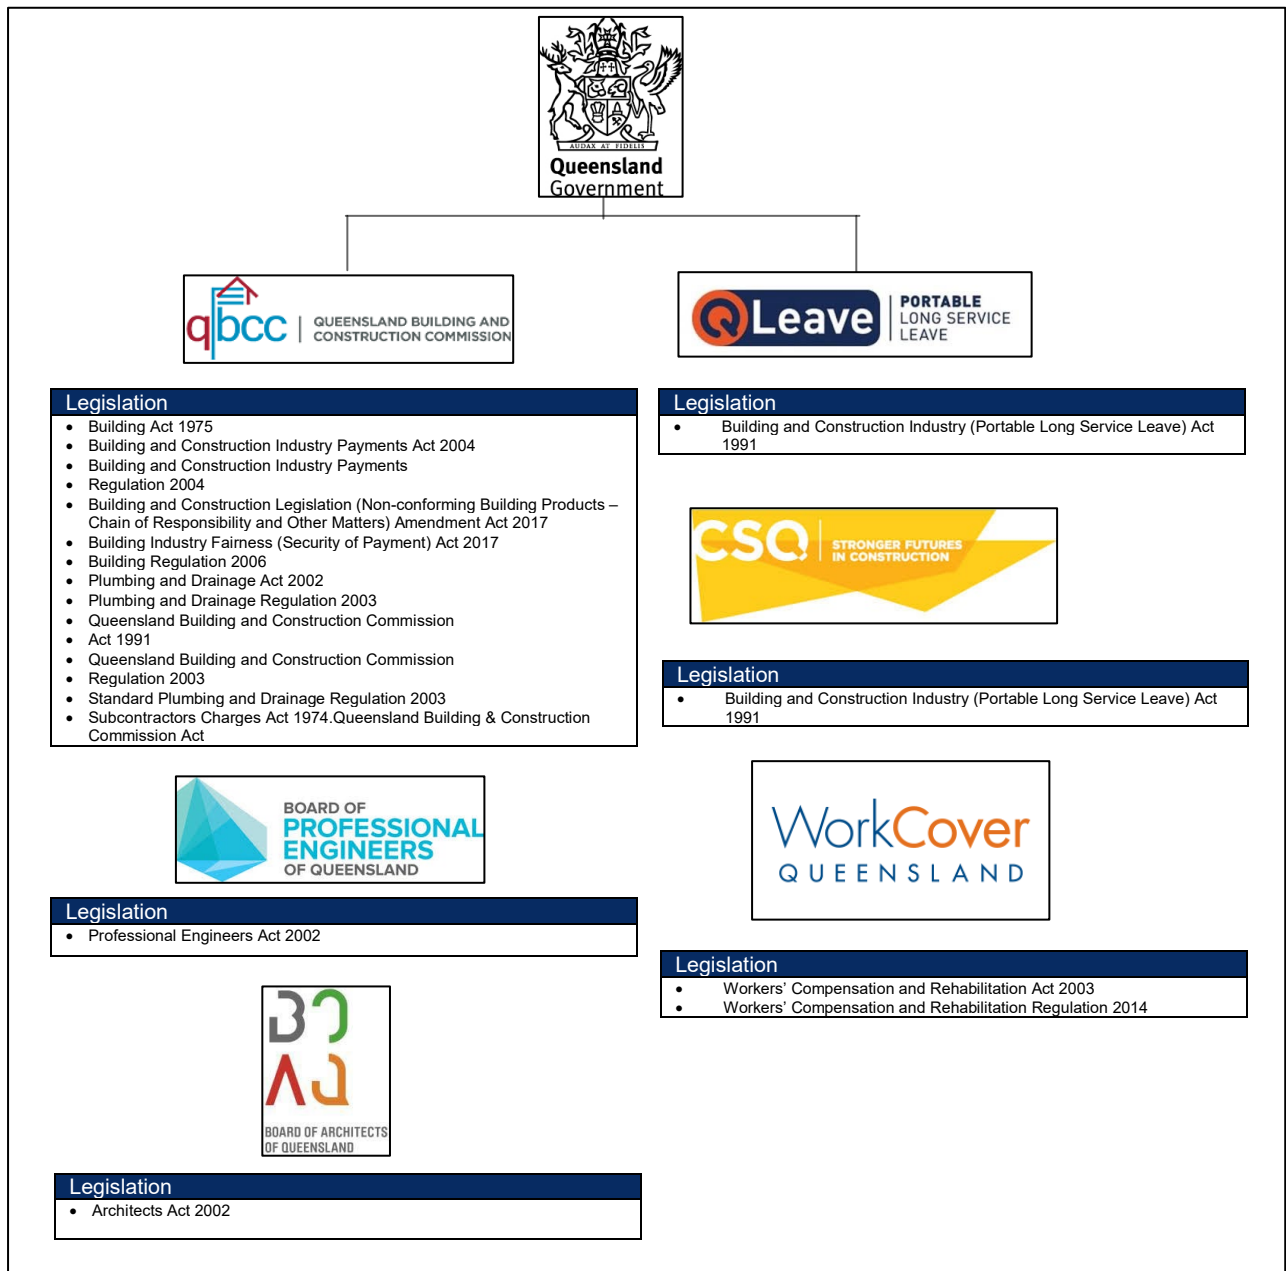 AUDAX AT FIDELIS
Queensland
Government
qbcc
QUEENSLAND BUILDING AND
CONSTRUCTION COMMISSION
Legislation
• Building Act 1975
• Building and Construction Industry Payments Act 2004
• Building and Construction Industry Payments
• Regulation 2004
• Building and Construction Legislation (Non-conforming Building Products –
Chain of Responsibility and Other Matters) Amendment Act 2017
• Building Industry Fairness (Security of Payment) Act 2017
• Building Regulation 2006
• Plumbing and Drainage Act 2002
• Plumbing and Drainage Regulation 2003
• Queensland Building and Construction Commission
• Act 1991
• Queensland Building and Construction Commission
• Regulation 2003
• Standard Plumbing and Drainage Regulation 2003
• Subcontractors Charges Act 1974.Queensland Building & Construction
Commission Act
BOARD OF
PROFESSIONAL
ENGINEERS
OF QUEENSLAND
Legislation
• Professional Engineers Act 2002
BOAQ
BOARD OF ARCHITECTS
OF QUEENSLAND
Legislation
• Architects Act 2002
QLeave
PORTABLE
LONG SERVICE
LEAVE
Legislation
• Building and Construction Industry (Portable Long Service Leave) Act
1991
CSQ
STRONGER FUTURES
IN CONSTRUCTION
Legislation
• Building and Construction Industry (Portable Long Service Leave) Act
1991
WorkCover
QUEENSLAND
Legislation
• Workers’ Compensation and Rehabilitation Act 2003
• Workers’ Compensation and Rehabilitation Regulation 2014